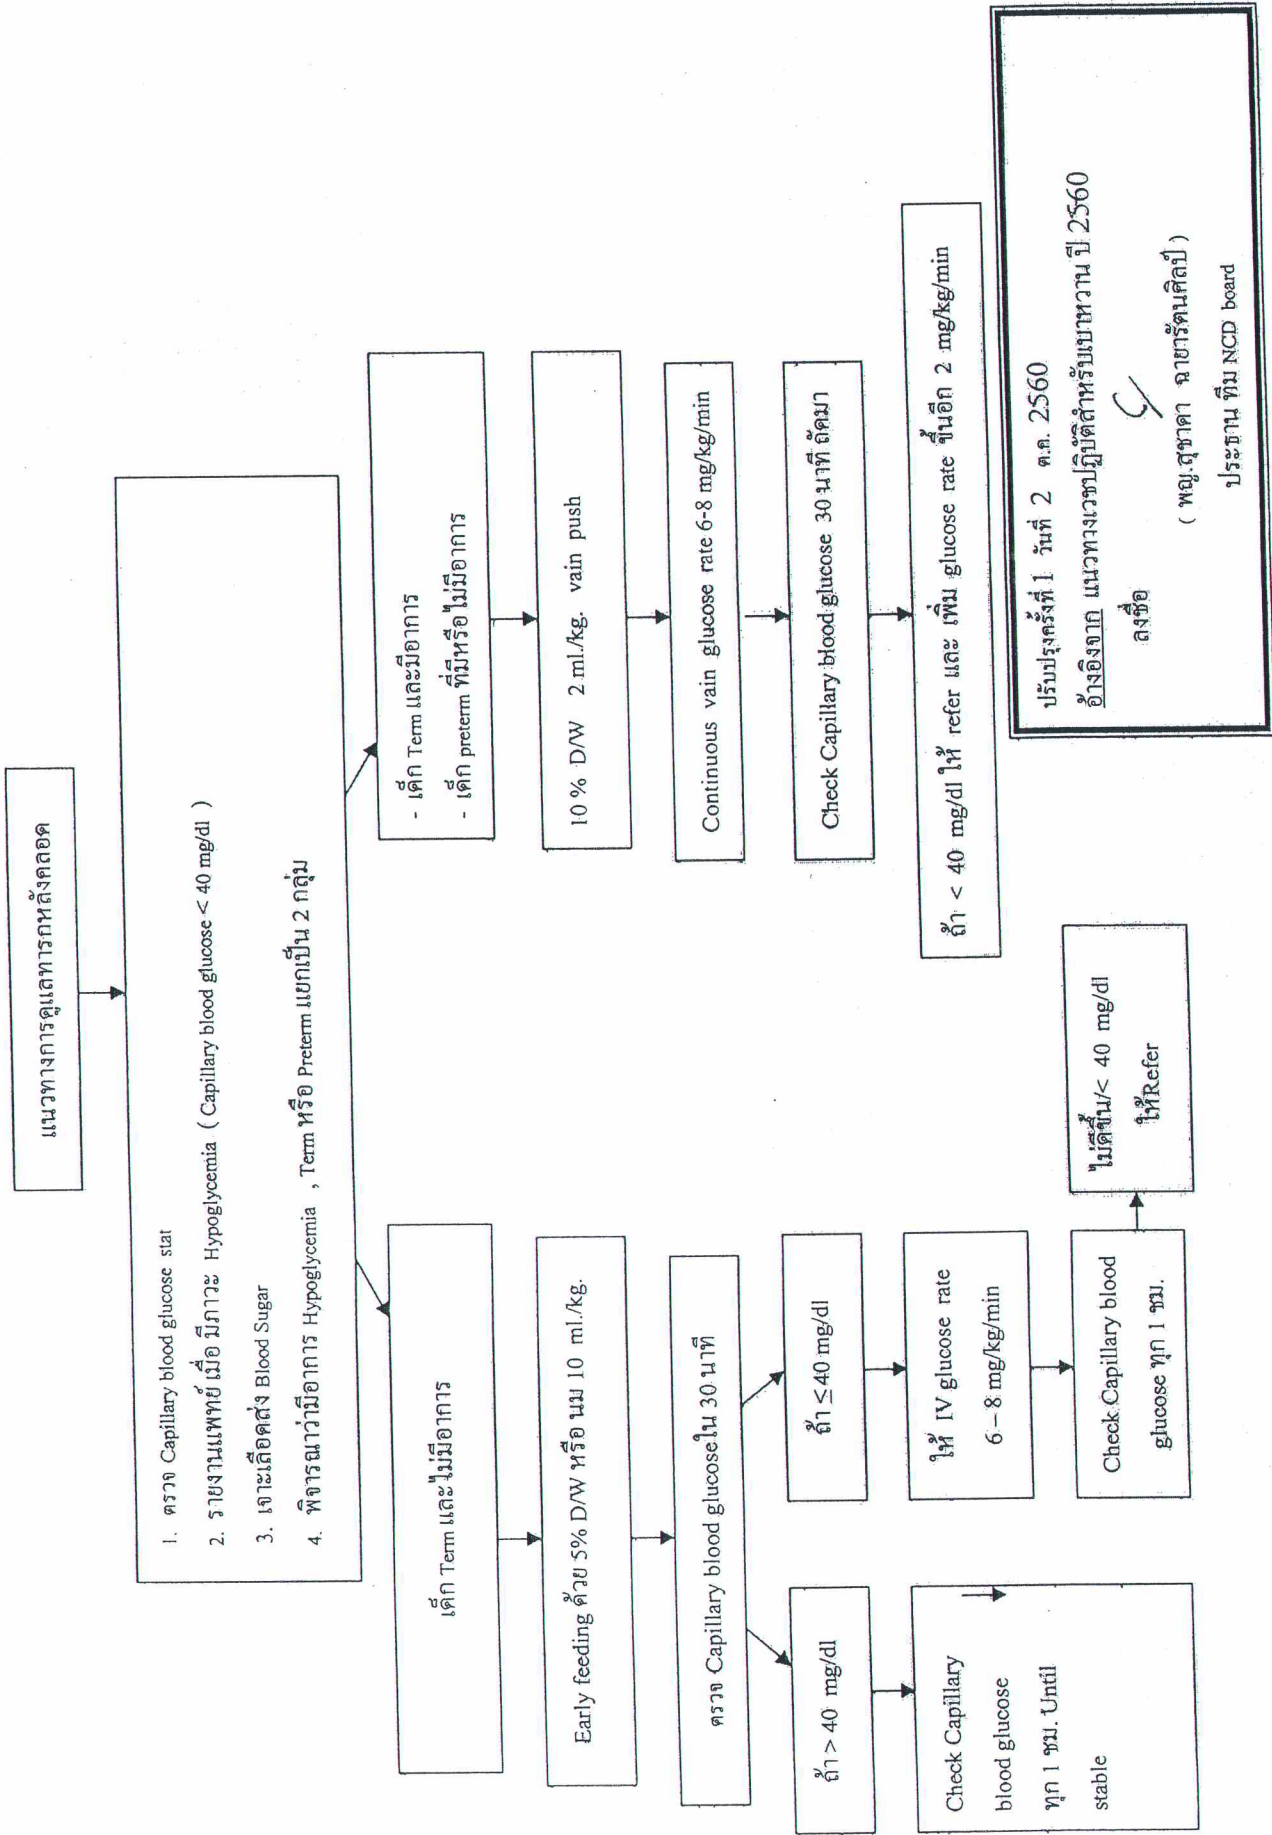 แนวทางการดูแลทารกหลังคลอด
1. ตรวจ Capillary blood glucose stat
2. รายงานแพทย์ เมื่อ มีภาวะ Hypoglycemia ( Capillary blood glucose < 40 mg/dl )
3. เจาะเลือดส่ง Blood Sugar
4. พิจารณาว่ามีอาการ Hypoglycemia , Term หรือ Preterm แยกเป็น 2 กลุ่ม
เด็ก Term และไม่มีอาการ
Early feeding ด้วย 5% D/W หรือ นม 10 ml./kg.
ตรวจ Capillary blood glucose ใน 30 นาที
ถ้า > 40 mg/dl
Check Capillary
blood glucose
ทุก 1 ชม. Until
stable
ถ้า ≤ 40 mg/dl
ให้ IV glucose rate
6 – 8 mg/kg/min
Check Capillary blood
glucose ทุก 1 ชม.
ไม่ดีขึ้น/< 40 mg/dl
ให้Refer
- เด็ก Term และมีอาการ
- เด็ก preterm ที่มีหรือไม่มีอาการ
10 % D/W 2 ml./kg. vain push
Continuous vain glucose rate 6-8 mg/kg/min
Check Capillary blood glucose 30 นาที ถัดมา
ถ้า < 40 mg/dl ให้ refer และ เพิ่ม glucose rate ขึ้นอีก 2 mg/kg/min
ปรับปรุงครั้งที่ 1 วันที่ 2 ต.ค. 2560
อ้างอิงจาก แนวทางเวชปฏิบัติสำหรับเบาหวาน ปี 2560
ลงชื่อ
( พญ.สุชาดา ฉายารัตนศิลป์ )
ประธาน ทีม NCD board